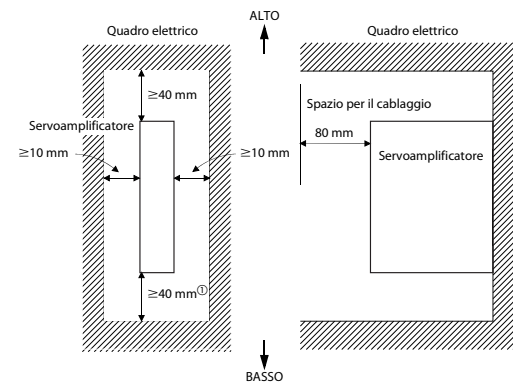 ALTO
Quadro elettrico
Quadro elettrico
≥40 mm
Spazio per il cablaggio
Servoamplificatore
80 mm
≥10 mm
≥10 mm
Servoamplificatore
≥40 mm①
BASSO